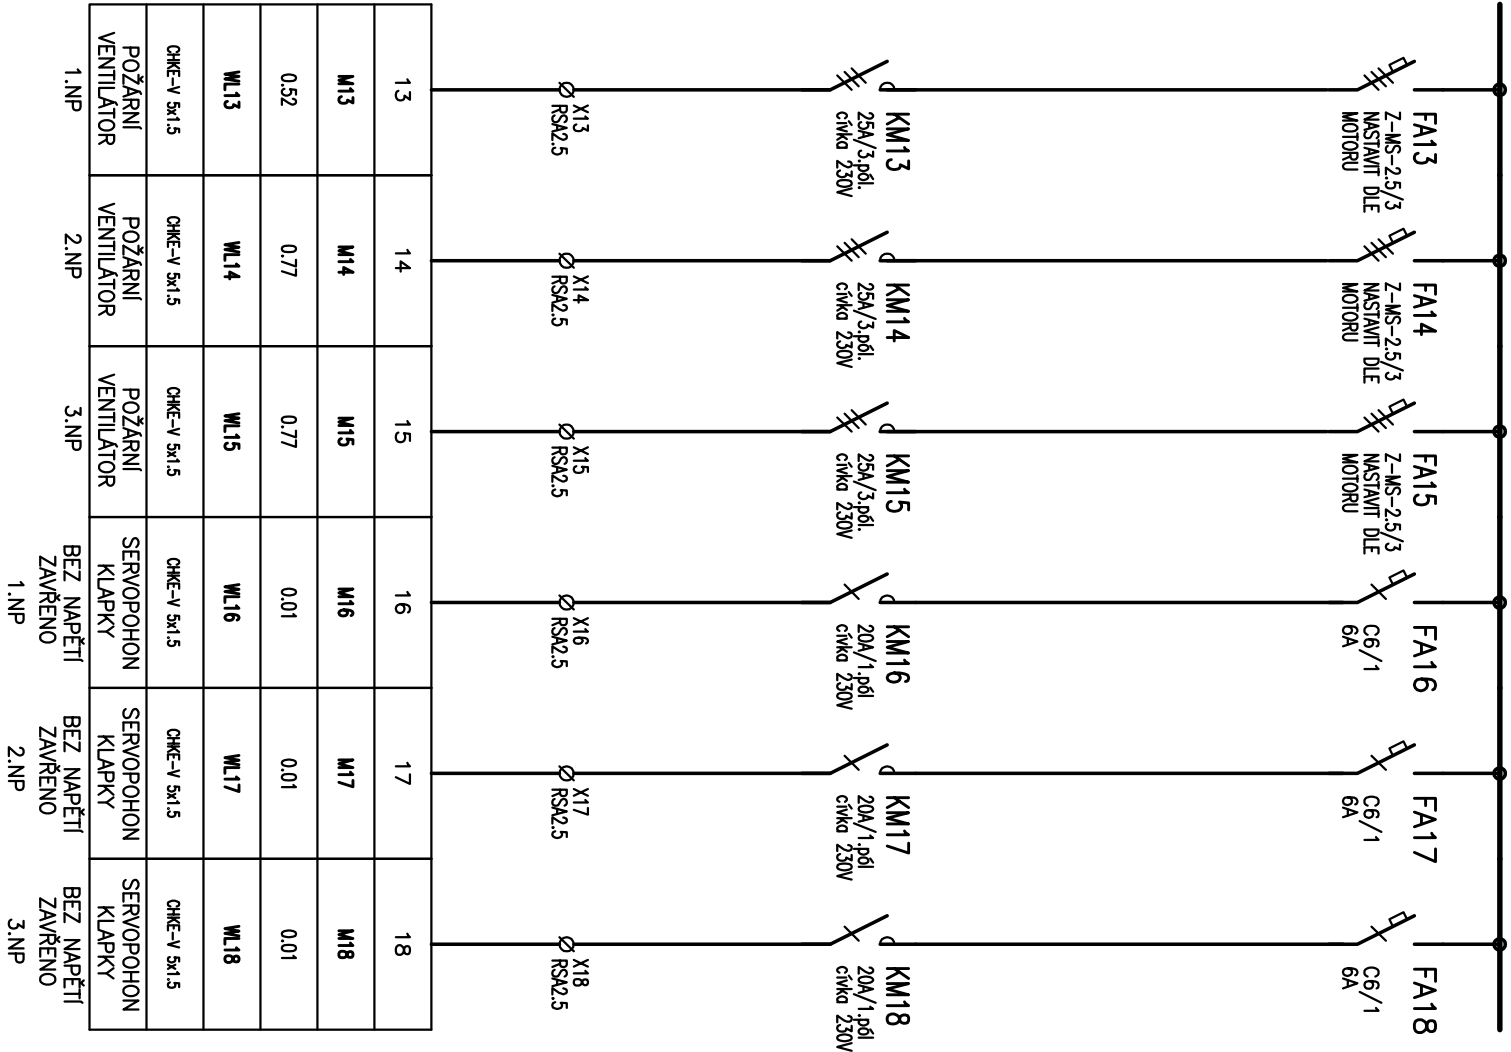 FA13
Z-MS-2.5/3
NASTAVIT DLE
MOTORU
FA14
Z-MS-2.5/3
NASTAVIT DLE
MOTORU
FA15
Z-MS-2.5/3
NASTAVIT DLE
MOTORU
FA16
C6/1
6A
FA17
C6/1
6A
FA18
C6/1
6A
KM13
25A/3.pól.
cívka 230V
KM14
25A/3.pól.
cívka 230V
KM15
25A/3.pól.
cívka 230V
KM16
20A/1.pól
cívka 230V
KM17
20A/1.pól
cívka 230V
KM18
20A/1.pól
cívka 230V
X13
RSA2.5
X14
RSA2.5
X15
RSA2.5
X16
RSA2.5
X17
RSA2.5
X18
RSA2.5
13
14
15
16
17
18
M13
M14
M15
M16
M17
M18
0.52
0.77
0.77
0.01
0.01
0.01
WL13
WL14
WL15
WL16
WL17
WL18
CHKE-V 5x1.5
CHKE-V 5x1.5
CHKE-V 5x1.5
CHKE-V 5x1.5
CHKE-V 5x1.5
CHKE-V 5x1.5
POŽÁRNÍ
VENTILÁTOR
1.NP
POŽÁRNÍ
VENTILÁTOR
2.NP
POŽÁRNÍ
VENTILÁTOR
3.NP
SERVOPOHON
KLAPKY
BEZ NAPĚTÍ
ZAVŘENO
1.NP
SERVOPOHON
KLAPKY
BEZ NAPĚTÍ
ZAVŘENO
2.NP
SERVOPOHON
KLAPKY
BEZ NAPĚTÍ
ZAVŘENO
3.NP